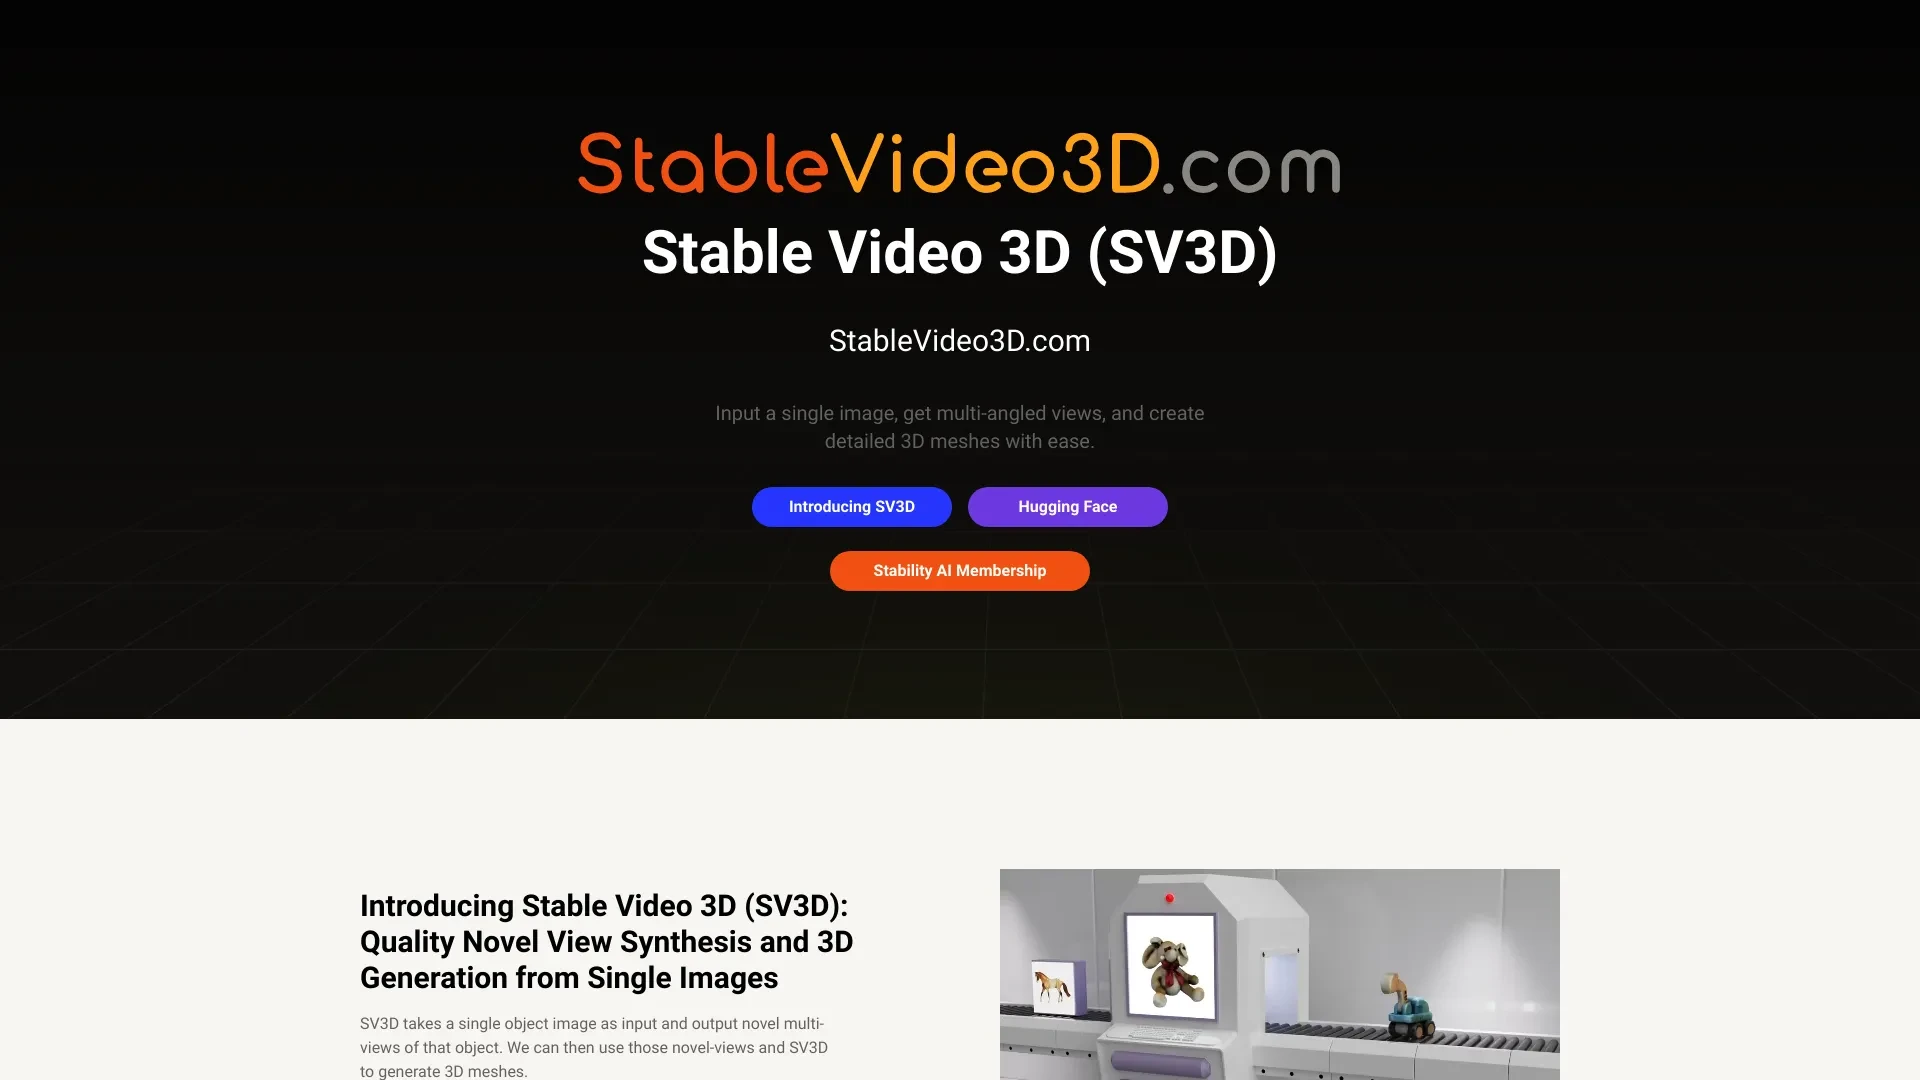 StableVideo3D.com
Stable Video 3D (SV3D)
StableVideo3D.com
Input a single image, get multi-angled views, and create
detailed 3D meshes with ease.
Introducing SV3D
Hugging Face
Stability AI Membership
Introducing Stable Video 3D (SV3D):
Quality Novel View Synthesis and 3D
Generation from Single Images
SV3D takes a single object image as input and output novel multi-
views of that object. We can then use those novel-views and SV3D
to generate 3D meshes.